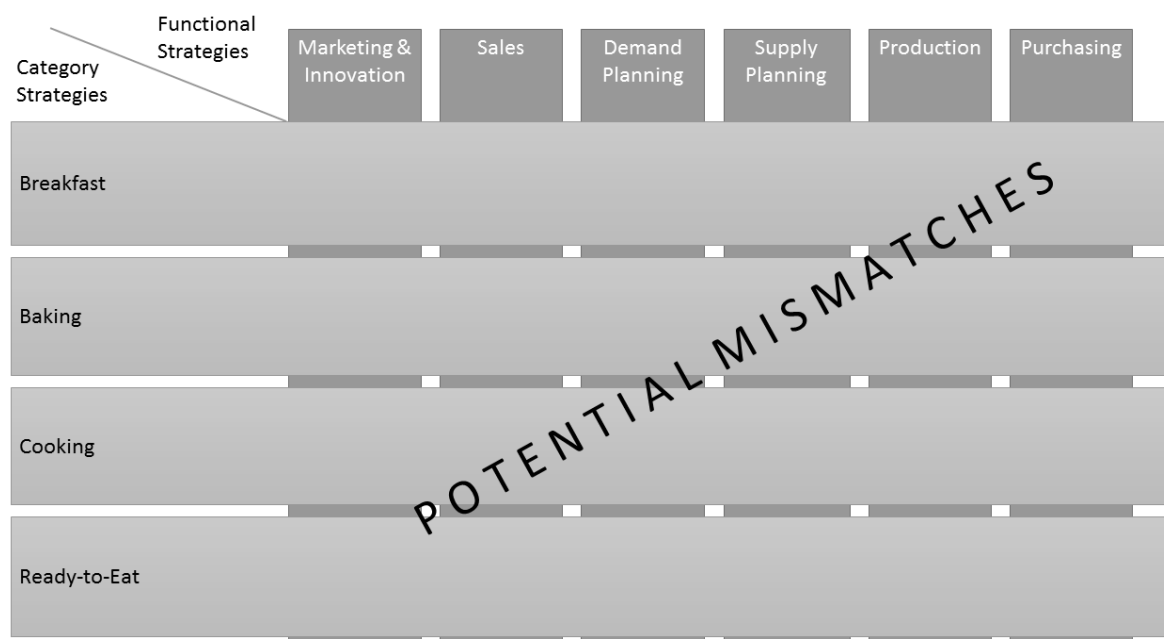 Functional
Strategies
Category
Strategies
Marketing &
Innovation
Sales
Demand
Planning
Supply
Planning
Production
Purchasing
Breakfast
Baking
Cooking
Ready-to-Eat
POTENTIAL MISMATCHES